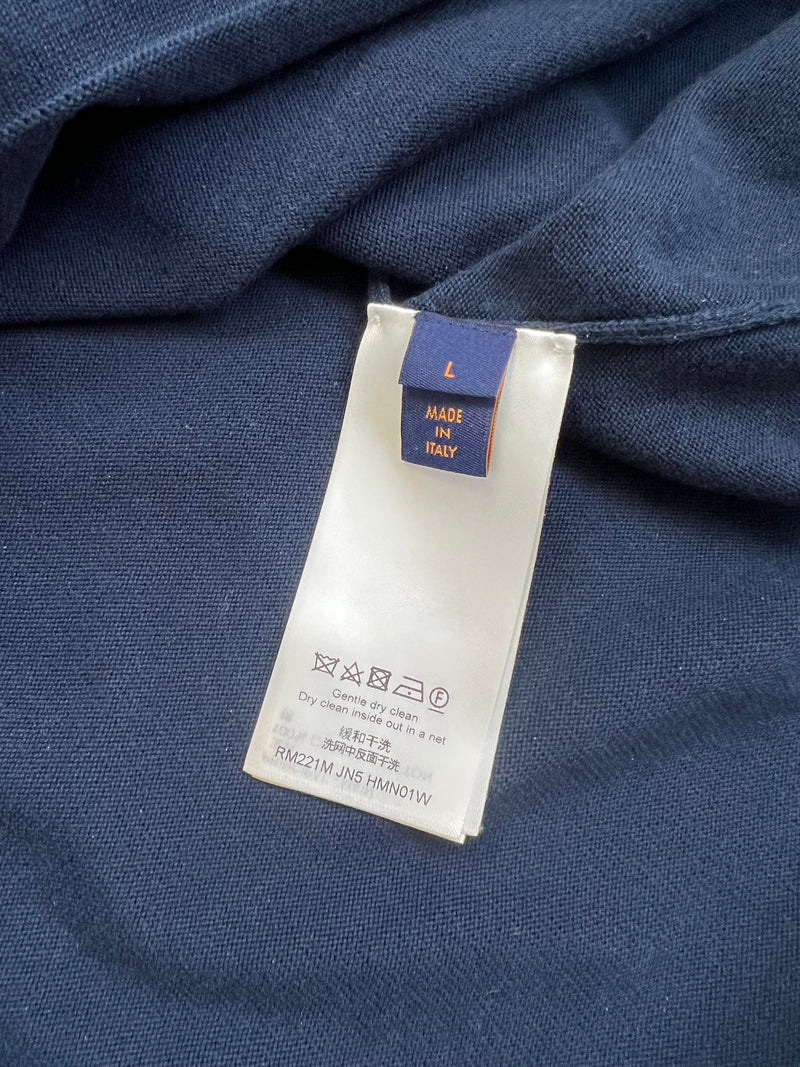 L
MADE
IN
ITALY
Gentle dry clean
Dry clean inside out in a net
缓和干洗
洗网中反面干洗
RM221M JN5 HMN01W